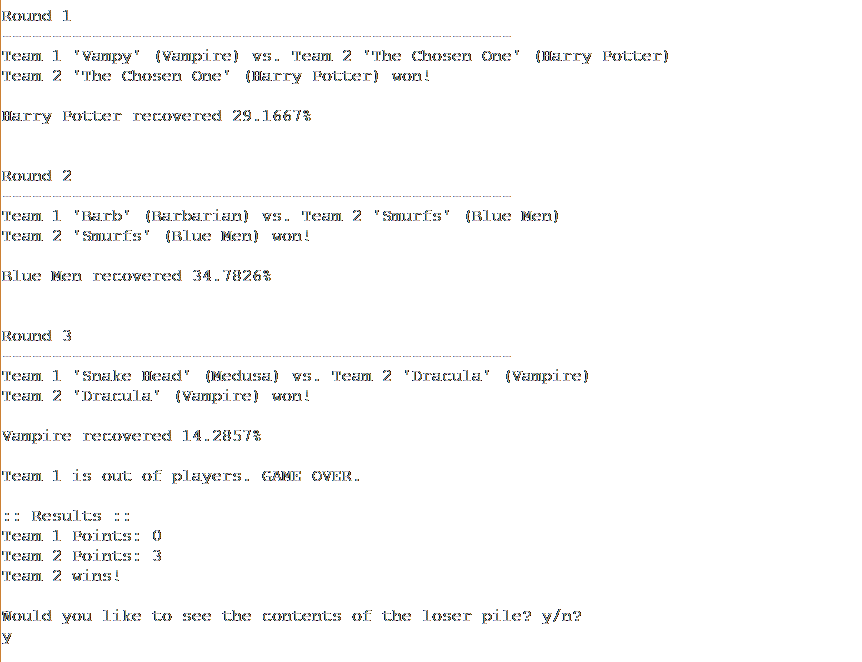 Round 1
--------------------------------------------------------------------------------
Team 1 "Vampy" (Vampire) vs. Team 2 "The Chosen One" (Harry Potter)
Team 2 "The Chosen One" (Harry Potter) won!
Harry Potter recovered 29.1667%
Round 2
--------------------------------------------------------------------------------
Team 1 "Barb" (Barbarian) vs. Team 2 "Smurfs" (Blue Men)
Team 2 "Smurfs" (Blue Men) won!
Blue Men recovered 34.7826%
Round 3
--------------------------------------------------------------------------------
Team 1 "Snake Head" (Medusa) vs. Team 2 "Dracula" (Vampire)
Team 2 "Dracula" (Vampire) won!
Vampire recovered 14.2857%
Team 1 is out of players. GAME OVER.
:: Results ::
Team 1 Points: 0
Team 2 Points: 3
Team 2 wins!
Would you like to see the contents of the loser pile? y/n?
y